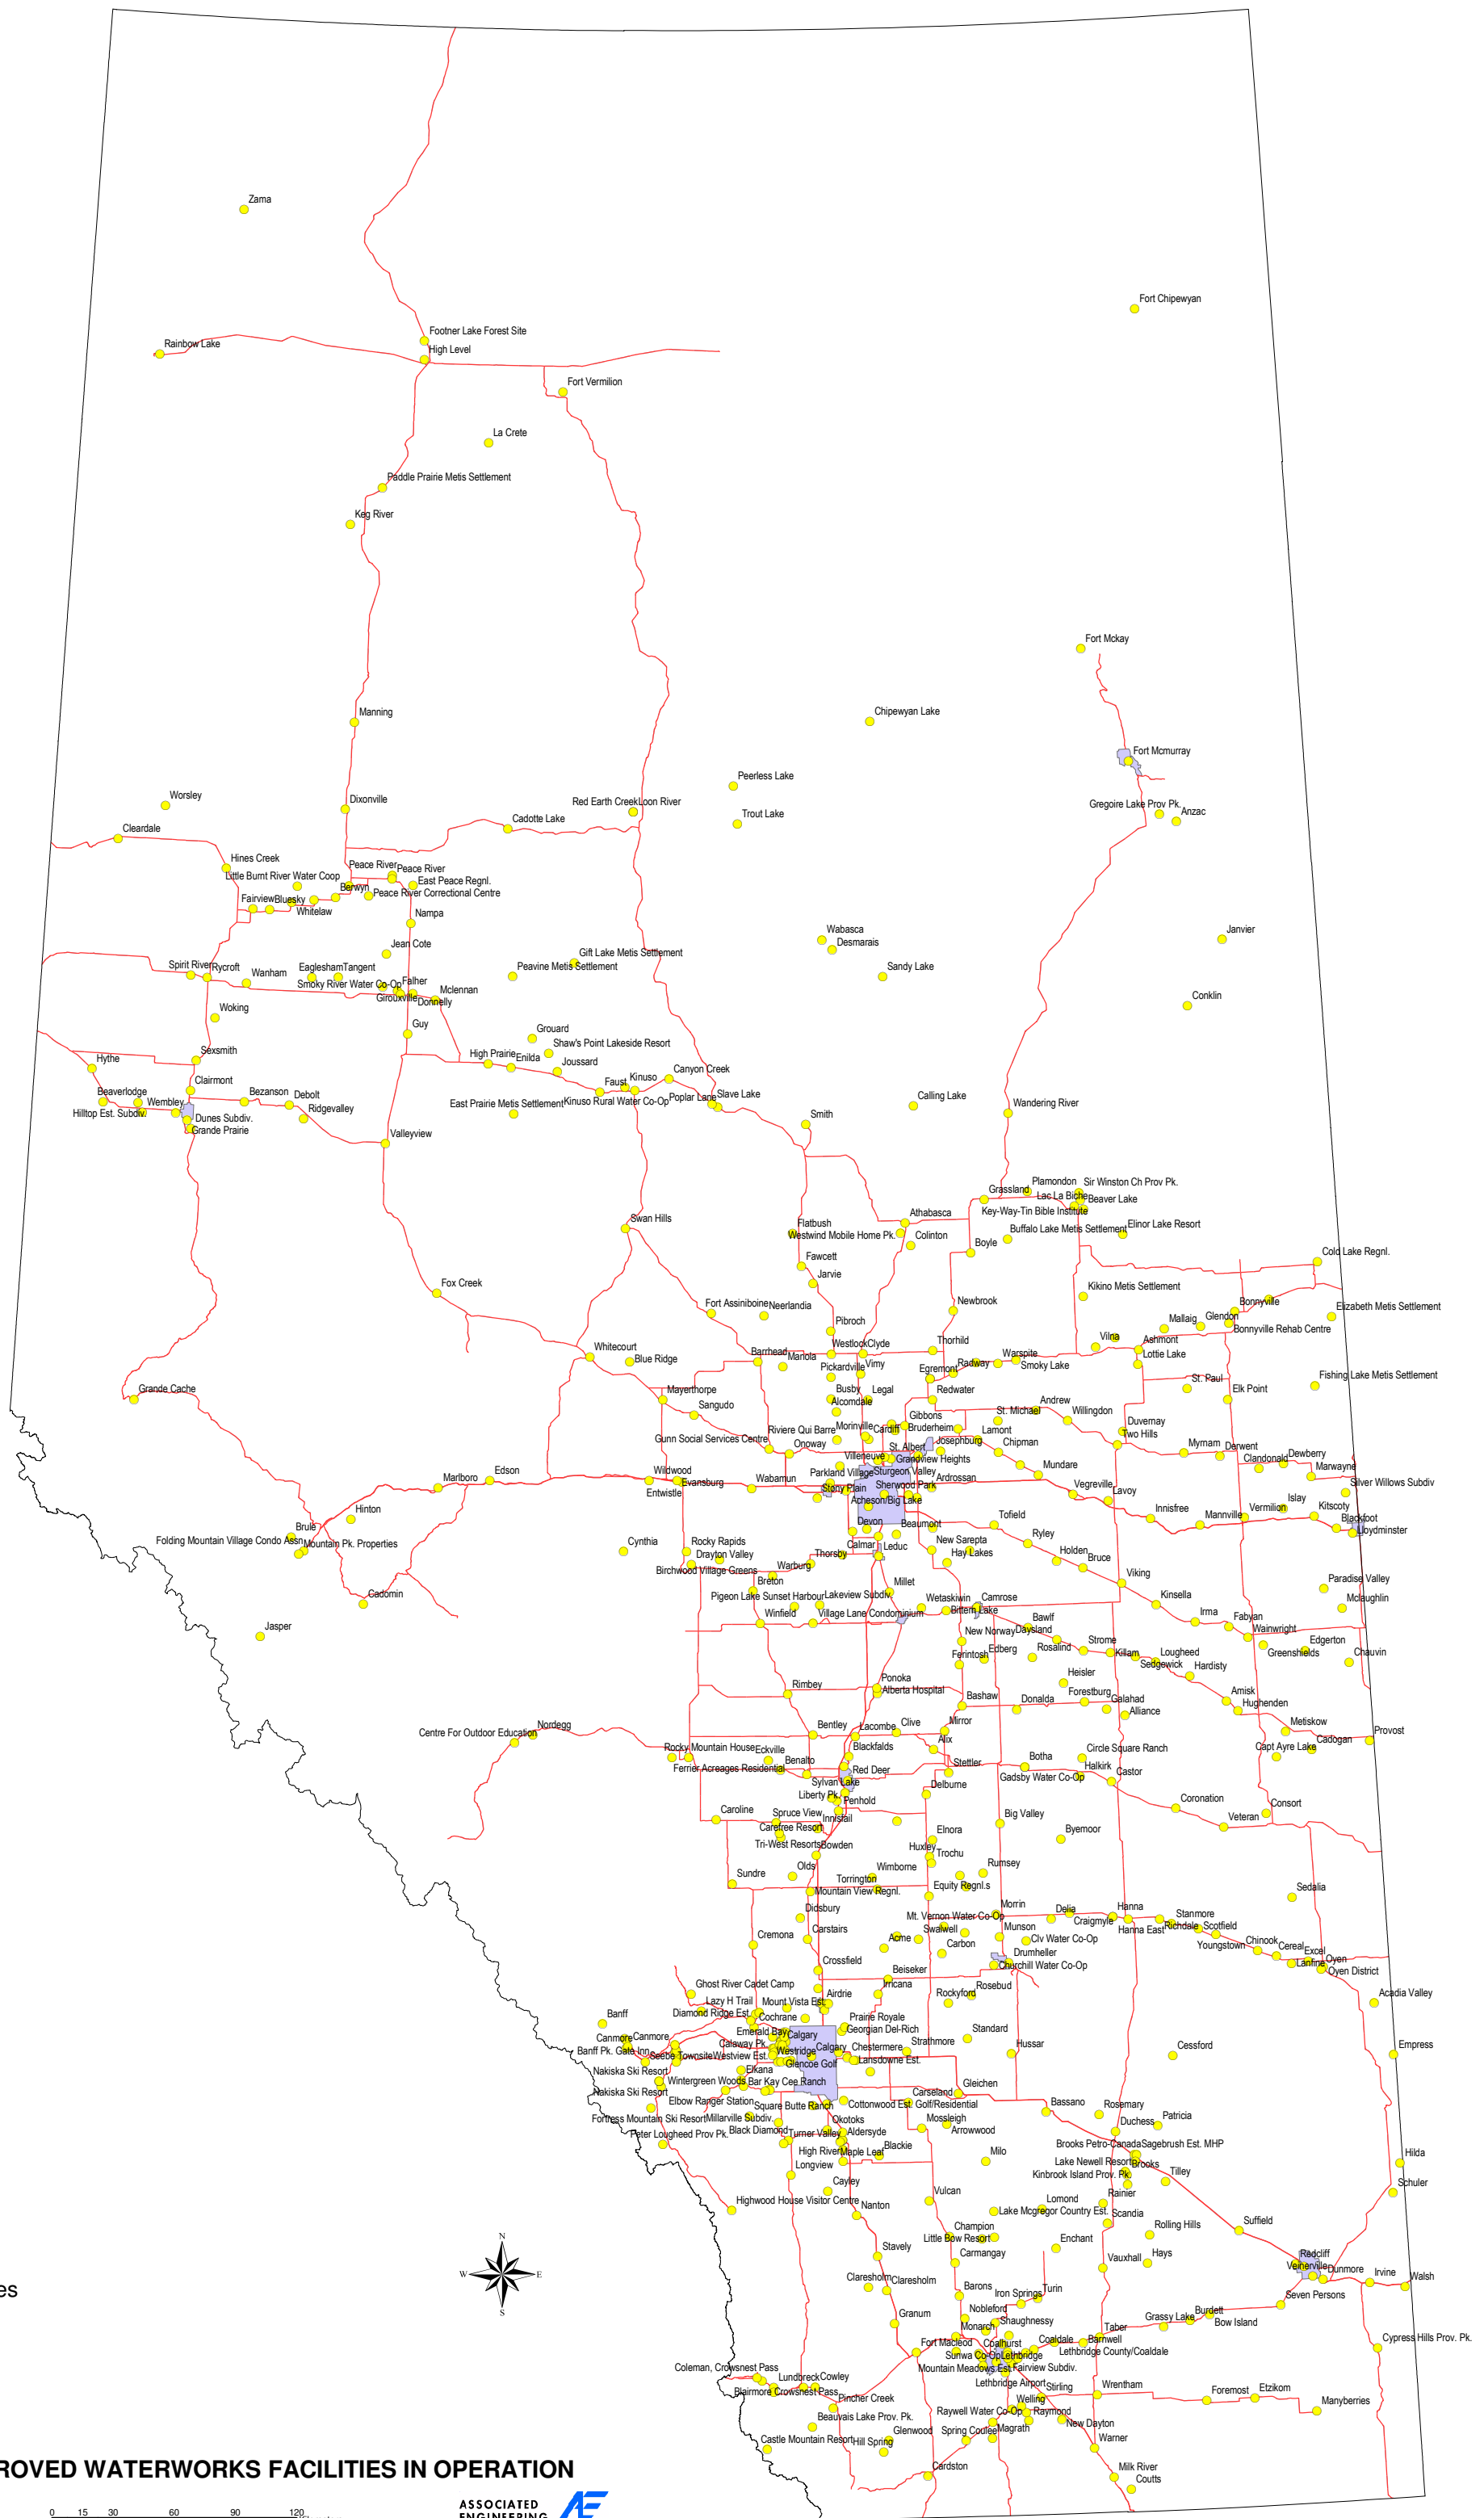 Zama
Fort Chipewyan
Footner Lake Forest Site
Rainbow Lake
High Level
Fort Vermilion
La Crete
Paddle Prairie Metis Settlement
Keg River
Fort Mckay
Manning
Chipewyan Lake
Fort Mcmurray
Peerless Lake
Worsley
Dixonville
Red Earth Creek
Loon River
Gregoire Lake Prov Pk.
Anzac
Trout Lake
Cadotte Lake
Cleardale
Hines Creek
Peace River
Peace River
Little Burnt River Water Coop
East Peace Regnl.
Berwyn
Peace River Correctional Centre
Fairview
Bluesky
Whitelaw
Nampa
Wabasca
Desmarais
Janvier
Jean Cote
Gift Lake Metis Settlement
Peavine Metis Settlement
Sandy Lake
Spirit River
Rycroft
Wanham
Eaglesham
Tangent
Smoky River Water Co-Op
Falher
Girouxville
Donnelly
Mclennan
Conklin
Woking
Guy
Grouard
Shaw's Point Lakeside Resort
Sexsmith
High Prairie
Enilda
Joussard
Hythe
Canyon Creek
Clairmont
Faust
Kinuso
Beaverlodge
Wembley
Bezanson
Debolt
Hilltop Est. Subdiv.
Dunes Subdiv.
Ridgevalley
East Prairie Metis Settlement
Kinuso Rural Water Co-Op
Poplar Lane
Slave Lake
Calling Lake
Wandering River
Grande Prairie
Smith
Valleyview
Plamondon
Sir Winston Ch Prov Pk.
Grassland
Lac La Biche
Beaver Lake
Key-Way-Tin Bible Institute
Athabasca
Swan Hills
Flatbush
Westwind Mobile Home Pk.
Colinton
Buffalo Lake Metis Settlement
Elinor Lake Resort
Boyle
Cold Lake Regnl.
Fawcett
Jarvie
Fox Creek
Kikino Metis Settlement
Fort Assiniboine
Neerlandia
Newbrook
Bonnyville
Elizabeth Metis Settlement
Mallaig
Glendon
Bonnyville Rehab Centre
Pibroch
Vilna
Whitecourt
Blue Ridge
Westlock
Clyde
Thorhild
Ashmont
Barrhead
Manola
Vimy
Warspite
Lottie Lake
Pickardville
Egremont
Radway
Smoky Lake
Grande Cache
Mayerthorpe
Busby
Legal
Redwater
St. Paul
Elk Point
Fishing Lake Metis Settlement
Sangudo
Alcomdale
Gibbons
St. Michael
Andrew
Willingdon
Riviere Qui Barre
Morinville
Cardiff
Bruderheim
Duvernay
Gunn Social Services Centre
Onoway
St. Albert
Josephburg
Lamont
Two Hills
Villeneuve
Grandview Heights
Chipman
Myrnam
Derwent
Dewberry
Clandonald
Marwayne
Marlboro
Edson
Wildwood
Evansburg
Wabamun
Parkland Village
Sturgeon Valley
Ardrossan
Mundare
Vegreville
Silver Willows Subdiv
Entwistle
Stony Plain
Sherwood Park
Lavoy
Acheson/Big Lake
Innisfree
Mannville
Vermilion
Islay
Kitscoty
Blackfoot
Lloydminster
Hinton
Brule
Folding Mountain Village Condo Assn.
Mountain Pk. Properties
Devon
Beaumont
Tofield
Cynthia
Rocky Rapids
Drayton Valley
Calmar
Leduc
New Sarepta
Ryley
Holden
Bruce
Birchwood Village Greens
Warburg
Thorsby
Hay Lakes
Viking
Breton
Millet
Paradise Valley
Mclaughlin
Cadomin
Pigeon Lake Sunset Harbour
Lakeview Subdiv.
Wetaskiwin
Camrose
Kinsella
Bittern Lake
Winfield
Village Lane Condominium
Irma
Fabyan
Wainwright
Jasper
New Norway
Daysland
Bawlf
Strome
Ferintosh
Edberg
Rosalind
Killam
Lougheed
Greenshields
Edgerton
Chauvin
Sedgewick
Hardisty
Ponoka
Heisler
Rimbey
Alberta Hospital
Bashaw
Donalda
Forestburg
Galahad
Amisk
Alliance
Hughenden
Centre For Outdoor Education
Nordegg
Bentley
Lacombe
Clive
Mirror
Metiskow
Provost
Rocky Mountain House
Eckville
Blackfalds
Alix
Cadogan
Ferrier Acreages Residential
Benalto
Botha
Circle Square Ranch
Capt Ayre Lake
Red Deer
Stettler
Gadsby Water Co-Op
Halkirk
Castor
Sylvan Lake
Delburne
Liberty Pk.
Penhold
Caroline
Spruce View
Innisfail
Big Valley
Coronation
Consort
Carefree Resort
Veteran
Tri-West Resorts
Bowden
Elnora
Byemoor
Huxley
Trochu
Sundre
Olds
Torrington
Wimborne
Rumsey
Mountain View Regnl.
Equity Regnl.s
Sedalia
Didsbury
Mt. Vernon Water Co-Op
Morrin
Delia
Craigmyle
Hanna
Hanna East
Stanmore
Richdale
Scotfield
Cremona
Carstairs
Acme
Swalwell
Munson
Clv Water Co-Op
Youngstown
Chinook
Cereal
Excel
Oyen
Carbon
Drumheller
Lanfine
Oyen District
Crossfield
Beiseker
Churchill Water Co-Op
Ghost River Cadet Camp
Irricana
Rosebud
Lazy H Trail
Mount Vista Est.
Airdrie
Rockyford
Acadia Valley
Banff
Diamond Ridge Est.
Cochrane
Prairie Royale
Canmore
Canmore
Emerald Bay
Calgary
Georgian Del-Rich
Standard
Hussar
Cessford
Empress
Banff Pk. Gate Inn
Calaway Pk.
Calgary
Chestermere
Strathmore
Seebe Townsite
Westview Est.
Westridge
Nakiska Ski Resort
Elkana
Glencoe Golf
Lansdowne Est.
Wintergreen Woods
Bar Kay Cee Ranch
Nakiska Ski Resort
Elbow Ranger Station
Carseland
Gleichen
Square Butte Ranch
Cottonwood Est. Golf/Residential
Bassano
Rosemary
Fortress Mountain Ski Resort
Millarville Subdiv.
Okotoks
Mossleigh
Arrowwood
Duchess
Patricia
Peter Lougheed Prov Pk.
Black Diamond
Turner Valley
Aldersyde
High River
Maple Leaf
Blackie
Milo
Brooks Petro-Canada
Sagebrush Est. MHP
Lake Newell Resort
Brooks
Hilda
Longview
Kinbrook Island Prov. Pk.
Tilley
Cayley
Rainier
Schuler
Highwood House Visitor Centre
Nanton
Vulcan
Lomond
Lake Mcgregor Country Est.
Scandia
Champion
Rolling Hills
Suffield
Little Bow Resort
Enchant
Stavely
Carmangay
Vauxhall
Hays
Redcliff
Veinerville
Dunmore
Irvine
Walsh
Claresholm
Claresholm
Barons
Iron Springs
Turin
Seven Persons
Granum
Nobleford
Shaughnessy
Grassy Lake
Burdett
Bow Island
Monarch
Taber
Fort Macleod
Coalhurst
Coaldale
Barnwell
Sunwa Co-Op
Lethbridge
Lethbridge County/Coaldale
Cypress Hills Prov. Pk.
Mountain Meadows Est.
Fairview Subdiv.
Coleman, Crowsnest Pass
Lundbreck
Cowley
Lethbridge Airport
Stirling
Wrentham
Foremost
Etzikom
Manyberries
Blairmore Crowsnest Pass
Pincher Creek
Welling
Raywell Water Co-Op
Raymond
Beauvais Lake Prov. Pk.
New Dayton
Castle Mountain Resort
Hill Spring
Glenwood
Spring Coulee
Magrath
Warner
Cardston
Milk River
Coutts
N
W
E
S
es
ROVED WATERWORKS FACILITIES IN OPERATION
0 15 30 60 90 120
ASSOCIATED
ENGINEERING